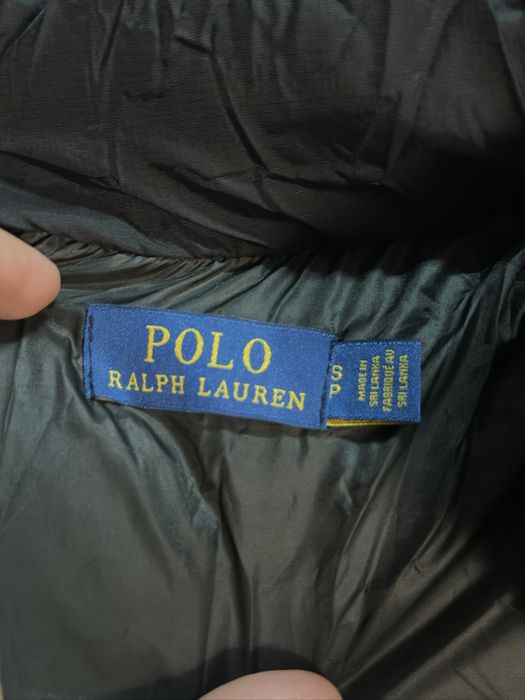 POLO
RALPH LAUREN
S
P
MADE IN
SRI LANKA
FABRIQUÉ AU
SRI LANKA